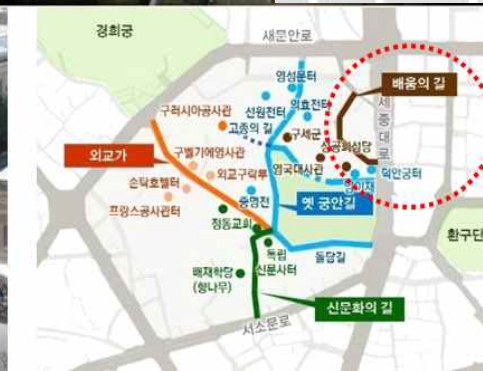 경희궁
새문안로
영성문터
배움의 길
선원전터
의효전터
구러시아공사관
고종의 길
구세군
세종대로
성공회성당
외교가
구벨기에영사관
영국대사관
덕안궁터
손탁호텔터
외교구락부
옛 궁안길
중명전
프랑스공사관터
정동교회
환구단
독립
신문사터
돌담길
배재학당
(향나무)
신문화의 길
서소문로